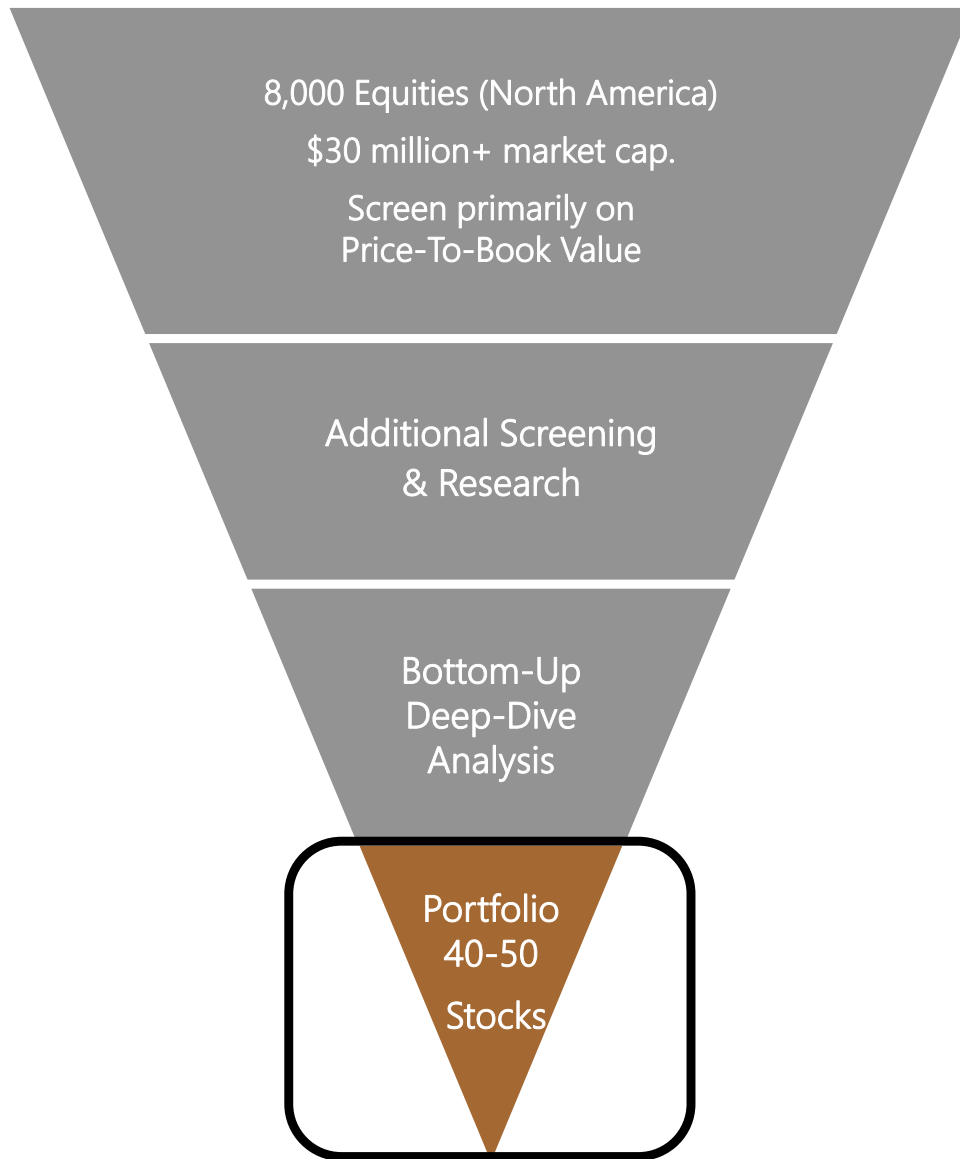 8,000 Equities (North America)
$30 million+ market cap.
Screen primarily on
Price-To-Book Value
Additional Screening
& Research
Bottom-Up
Deep-Dive
Analysis
Portfolio
40-50
Stocks